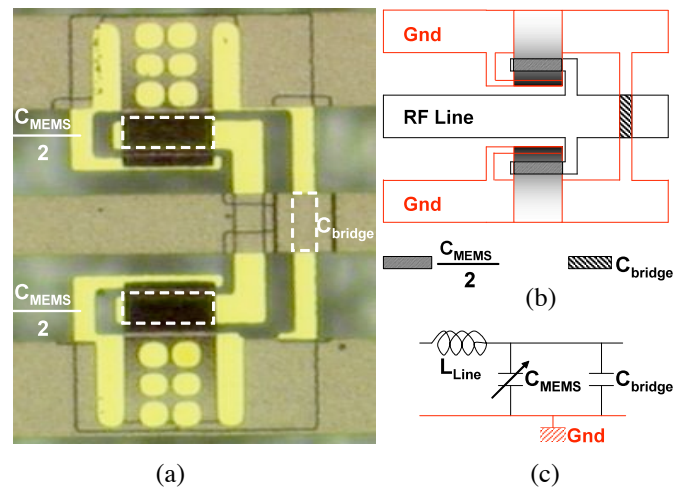 C_MEMS
2
C_bridge
C_MEMS
2
(a)
Gnd
RF Line
Gnd
C_MEMS
2
C_bridge
(b)
L_Line
C_MEMS
C_bridge
Gnd
(c)